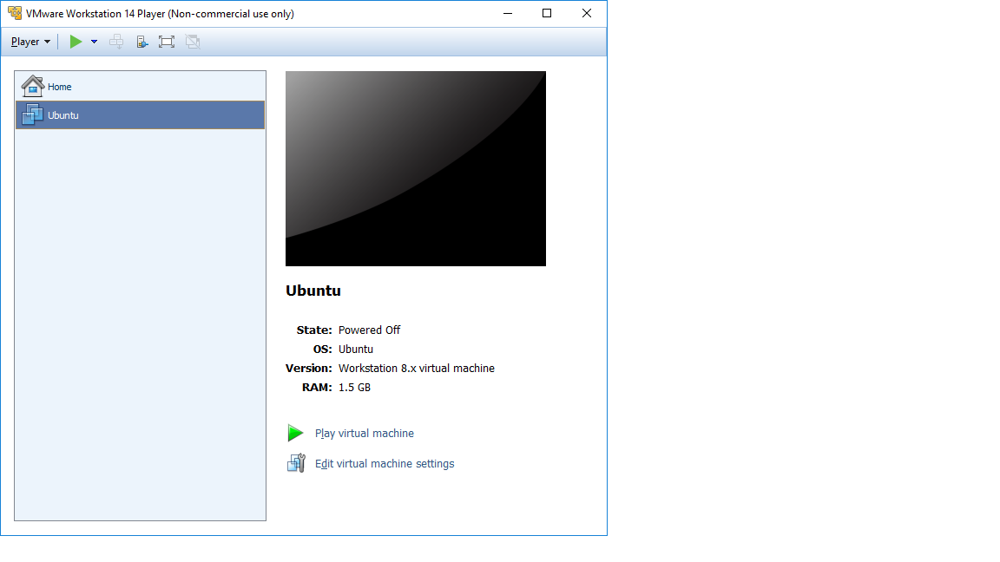 VMware Workstation 14 Player (Non-commercial use only)
Player
Home
Ubuntu
Ubuntu
State: Powered Off
OS: Ubuntu
Version: Workstation 8.x virtual machine
RAM: 1.5 GB
Play virtual machine
Edit virtual machine settings